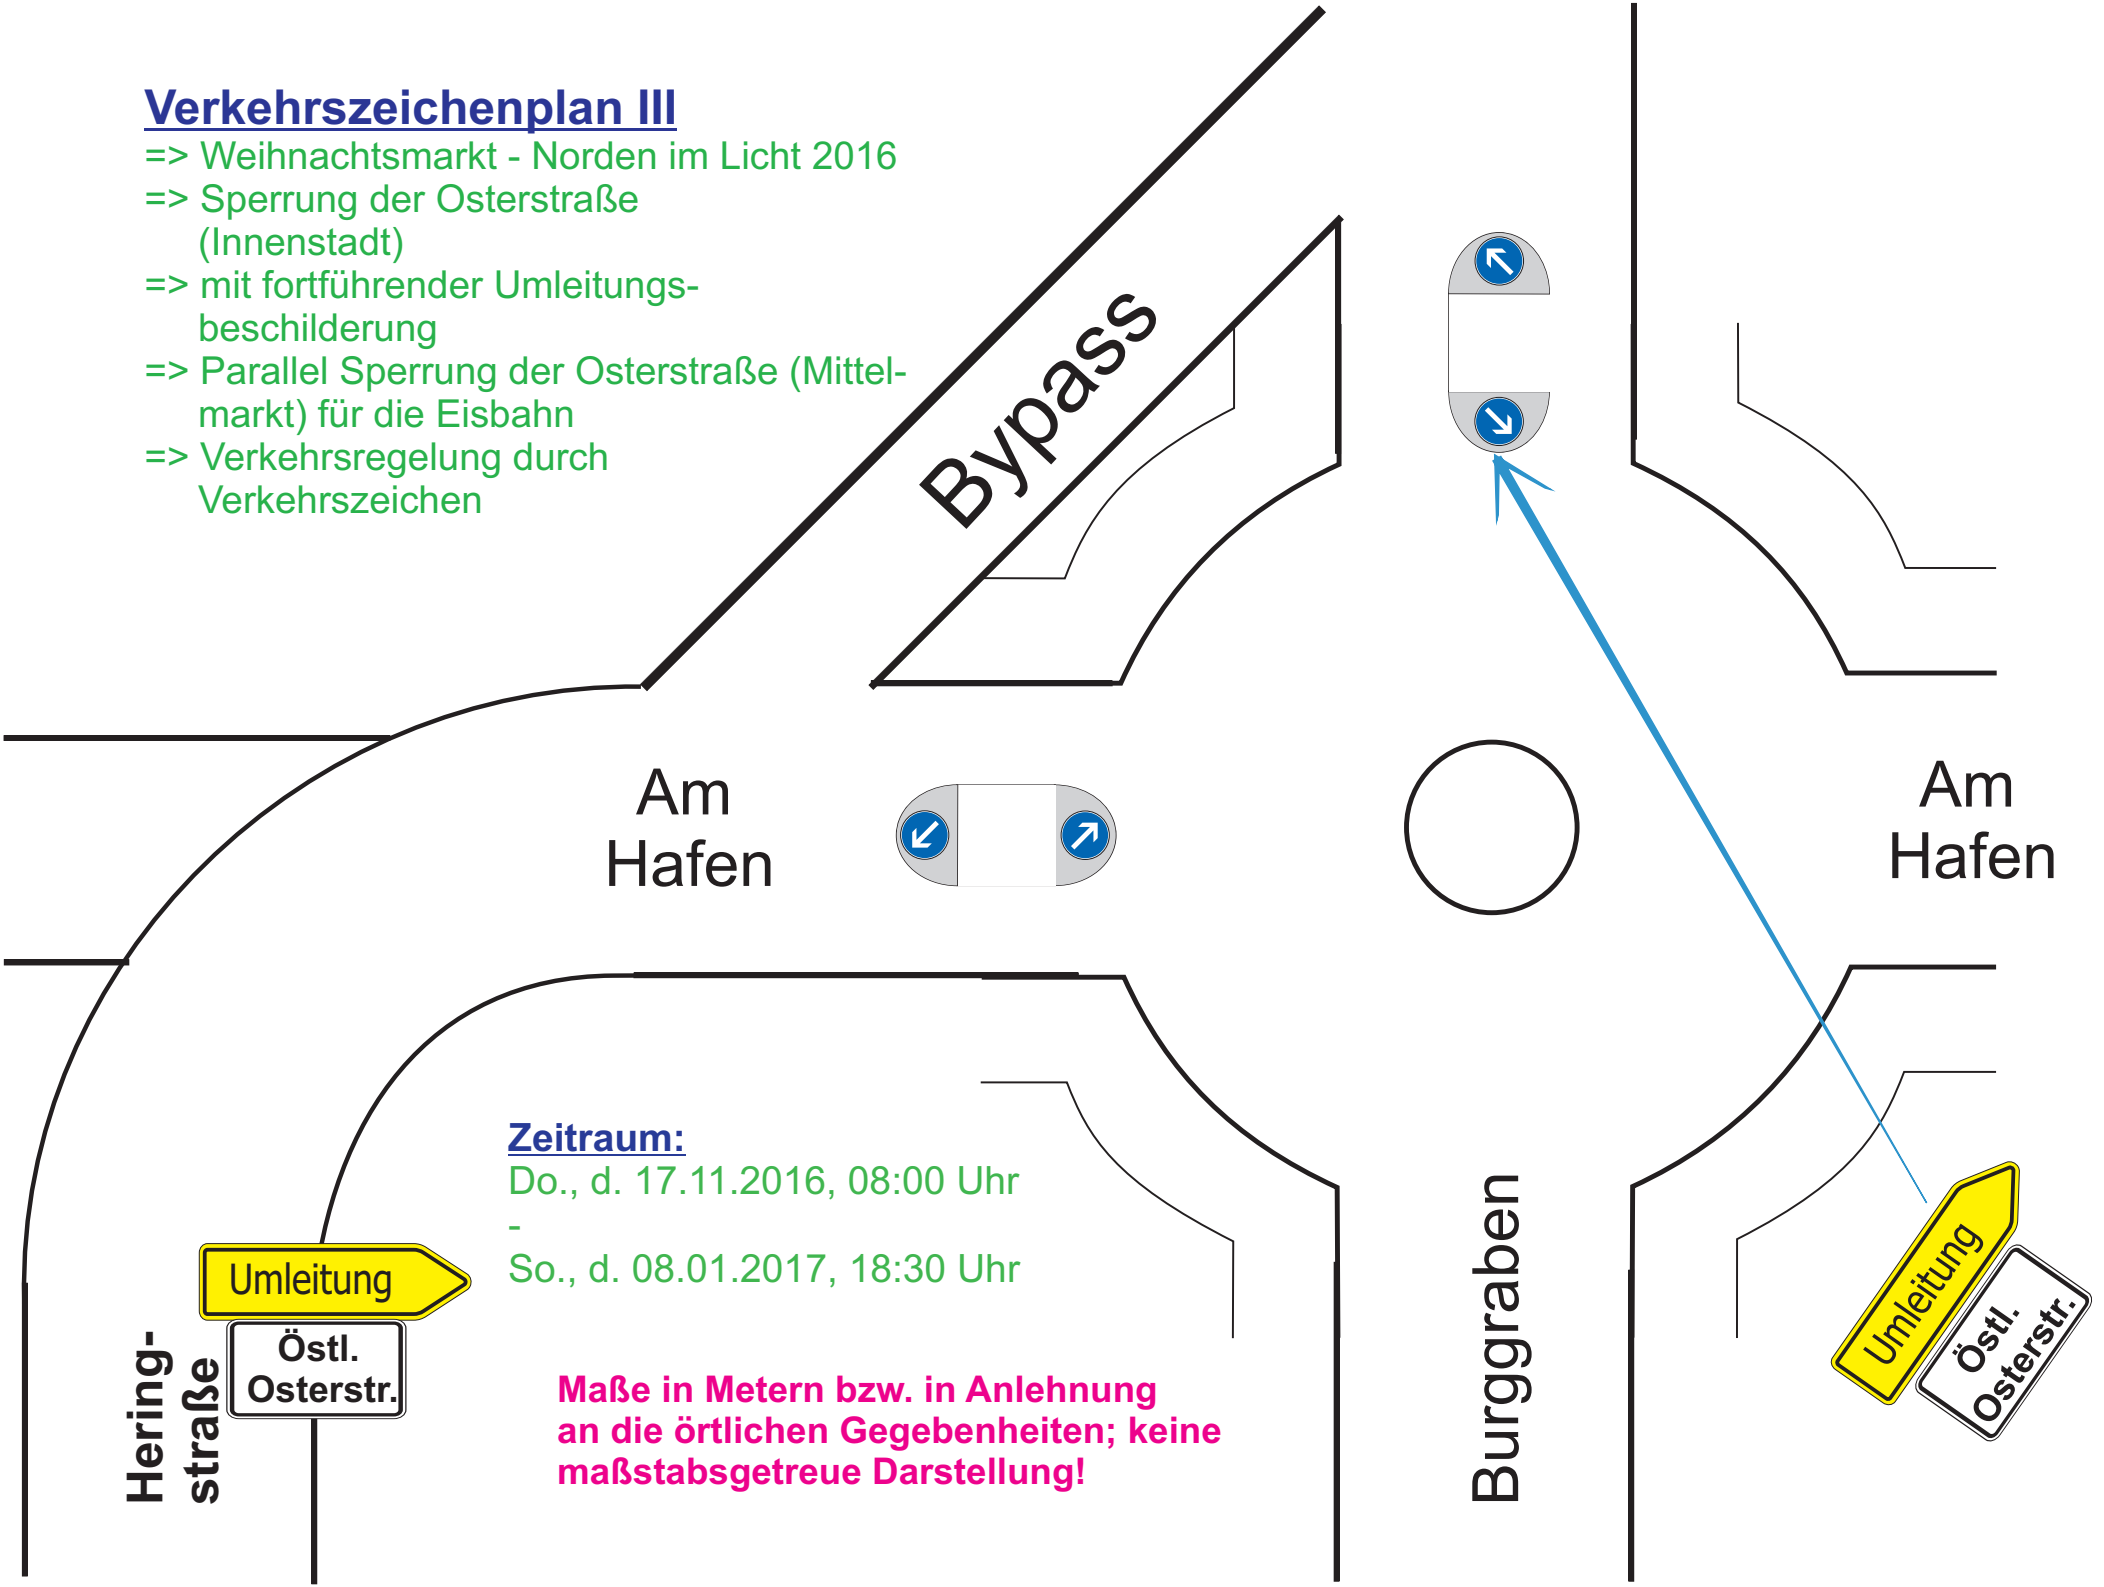 Verkehrszeichenplan III
=> Weihnachtsmarkt - Norden im Licht 2016
=> Sperrung der Osterstraße
(Innenstadt)
=> mit fortführender Umleitungs-
beschilderung
=> Parallel Sperrung der Osterstraße (Mittel-
markt) für die Eisbahn
=> Verkehrsregelung durch
Verkehrszeichen
Bypass
Am
Hafen
Am
Hafen
Zeitraum:
Do., d. 17.11.2016, 08:00 Uhr
-
So., d. 08.01.2017, 18:30 Uhr
Umleitung
Östl.
Osterstr.
Hering-
straße
Maße in Metern bzw. in Anlehnung
an die örtlichen Gegebenheiten; keine
maßstabsgetreue Darstellung!
Burggraben
Umleitung
Östl.
Osterstr.